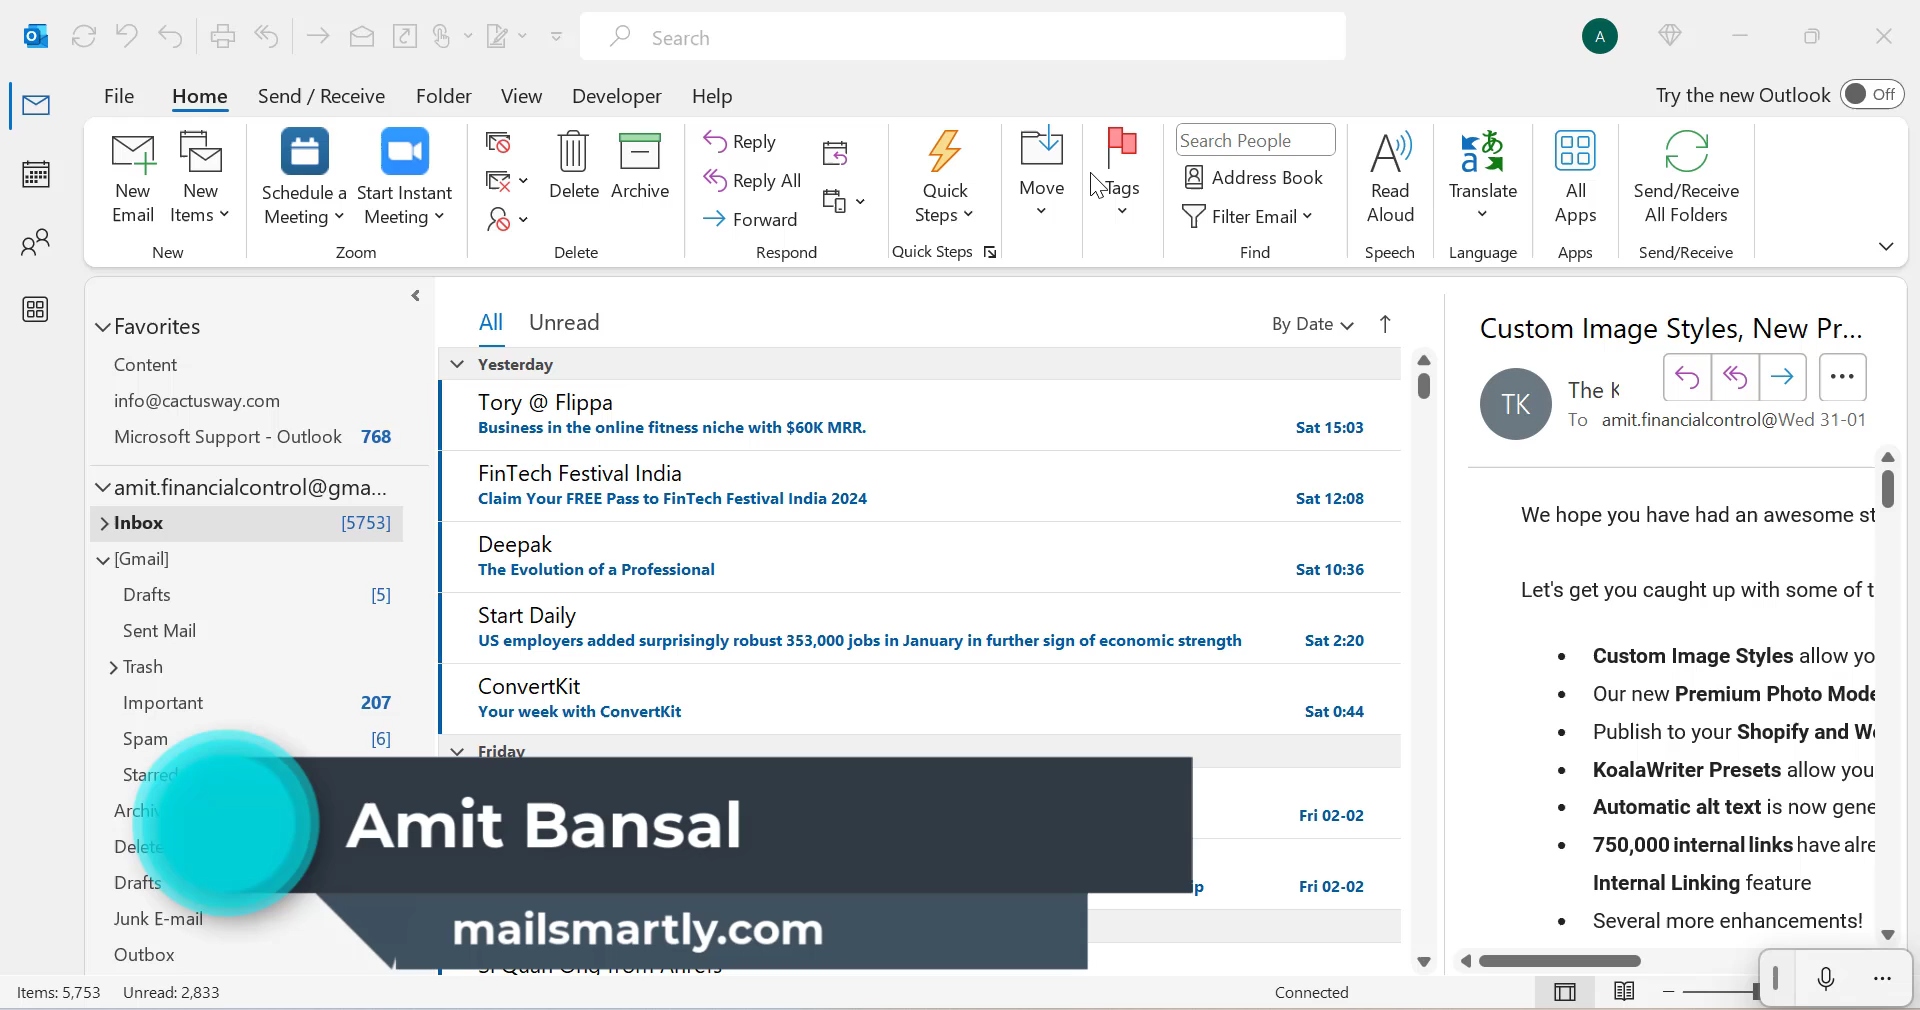 Search
A
File Home Send / Receive Folder View Developer Help
Try the new Outlook Off
New Email
New Items
New
Schedule a Meeting
Start Instant Meeting
Zoom
Delete
Archive
Delete
Reply
Reply All
Forward
Respond
Quick Steps
Quick Steps
Move
Tags
Search People
Address Book
Filter Email
Find
Read Aloud
Speech
Translate
Language
All Apps
Apps
Send/Receive All Folders
Send/Receive
Favorites
Content
info@cactusway.com
Microsoft Support - Outlook 768
amit.financialcontrol@gma...
Inbox [5753]
[Gmail]
Drafts [5]
Sent Mail
Trash
Important 207
Spam [6]
Starred
Archiv
Delete
Drafts
Junk E-mail
Outbox
All Unread
By Date
Yesterday
Tory @ Flippa
Business in the online fitness niche with $60K MRR. Sat 15:03
FinTech Festival India
Claim Your FREE Pass to FinTech Festival India 2024 Sat 12:08
Deepak
The Evolution of a Professional Sat 10:36
Start Daily
US employers added surprisingly robust 353,000 jobs in January in further sign of economic strength Sat 2:20
ConvertKit
Your week with ConvertKit Sat 0:44
Friday
Fri 02-02
ip Fri 02-02
Amit Bansal
mailsmartly.com
Custom Image Styles, New Pr...
TK
The K
To amit.financialcontrol@ Wed 31-01
We hope you have had an awesome st
Let's get you caught up with some of t
• Custom Image Styles allow yo
• Our new Premium Photo Mode
• Publish to your Shopify and We
• KoalaWriter Presets allow you
• Automatic alt text is now gene
• 750,000 internal links have alre
Internal Linking feature
• Several more enhancements!
Items: 5,753 Unread: 2,833
Connected